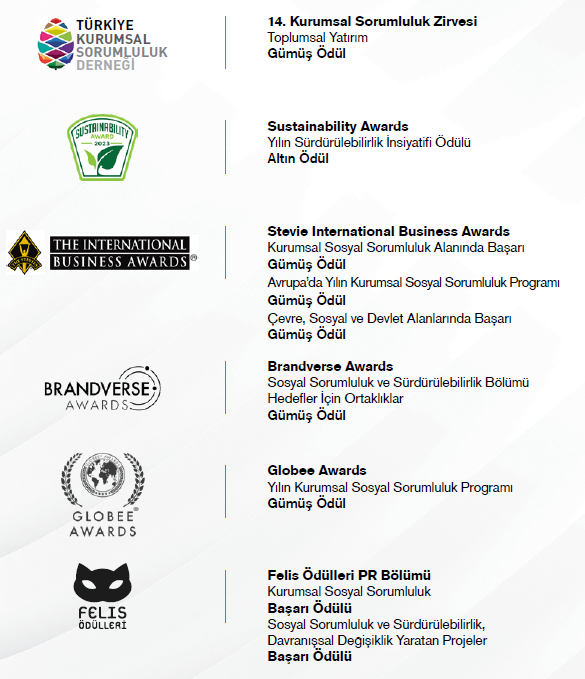 TÜRKİYE
KURUMSAL
SORUMLULUK
DERNEĞİ
14. Kurumsal Sorumluluk Zirvesi
Toplumsal Yatırım
Gümüş Ödül
SUSTAINABILITY
AWARD
2023
Sustainability Awards
Yılın Sürdürülebilirlik İnsiyatifi Ödülü
Altın Ödül
THE INTERNATIONAL
BUSINESS AWARDS®
Stevie International Business Awards
Kurumsal Sosyal Sorumluluk Alanında Başarı
Gümüş Ödül
Avrupa'da Yılın Kurumsal Sosyal Sorumluluk Programı
Gümüş Ödül
Çevre, Sosyal ve Devlet Alanlarında Başarı
Gümüş Ödül
BRANDVERSE
AWARDS
Brandverse Awards
Sosyal Sorumluluk ve Sürdürülebilirlik Bölümü
Hedefler İçin Ortaklıklar
Gümüş Ödül
GLOBEE®
AWARDS
Globee Awards
Yılın Kurumsal Sosyal Sorumluluk Programı
Gümüş Ödül
FELİS
ÖDÜLLERİ
Felis Ödülleri PR Bölümü
Kurumsal Sosyal Sorumluluk
Başarı Ödülü
Sosyal Sorumluluk ve Sürdürülebilirlik,
Davranışsal Değişiklik Yaratan Projeler
Başarı Ödülü